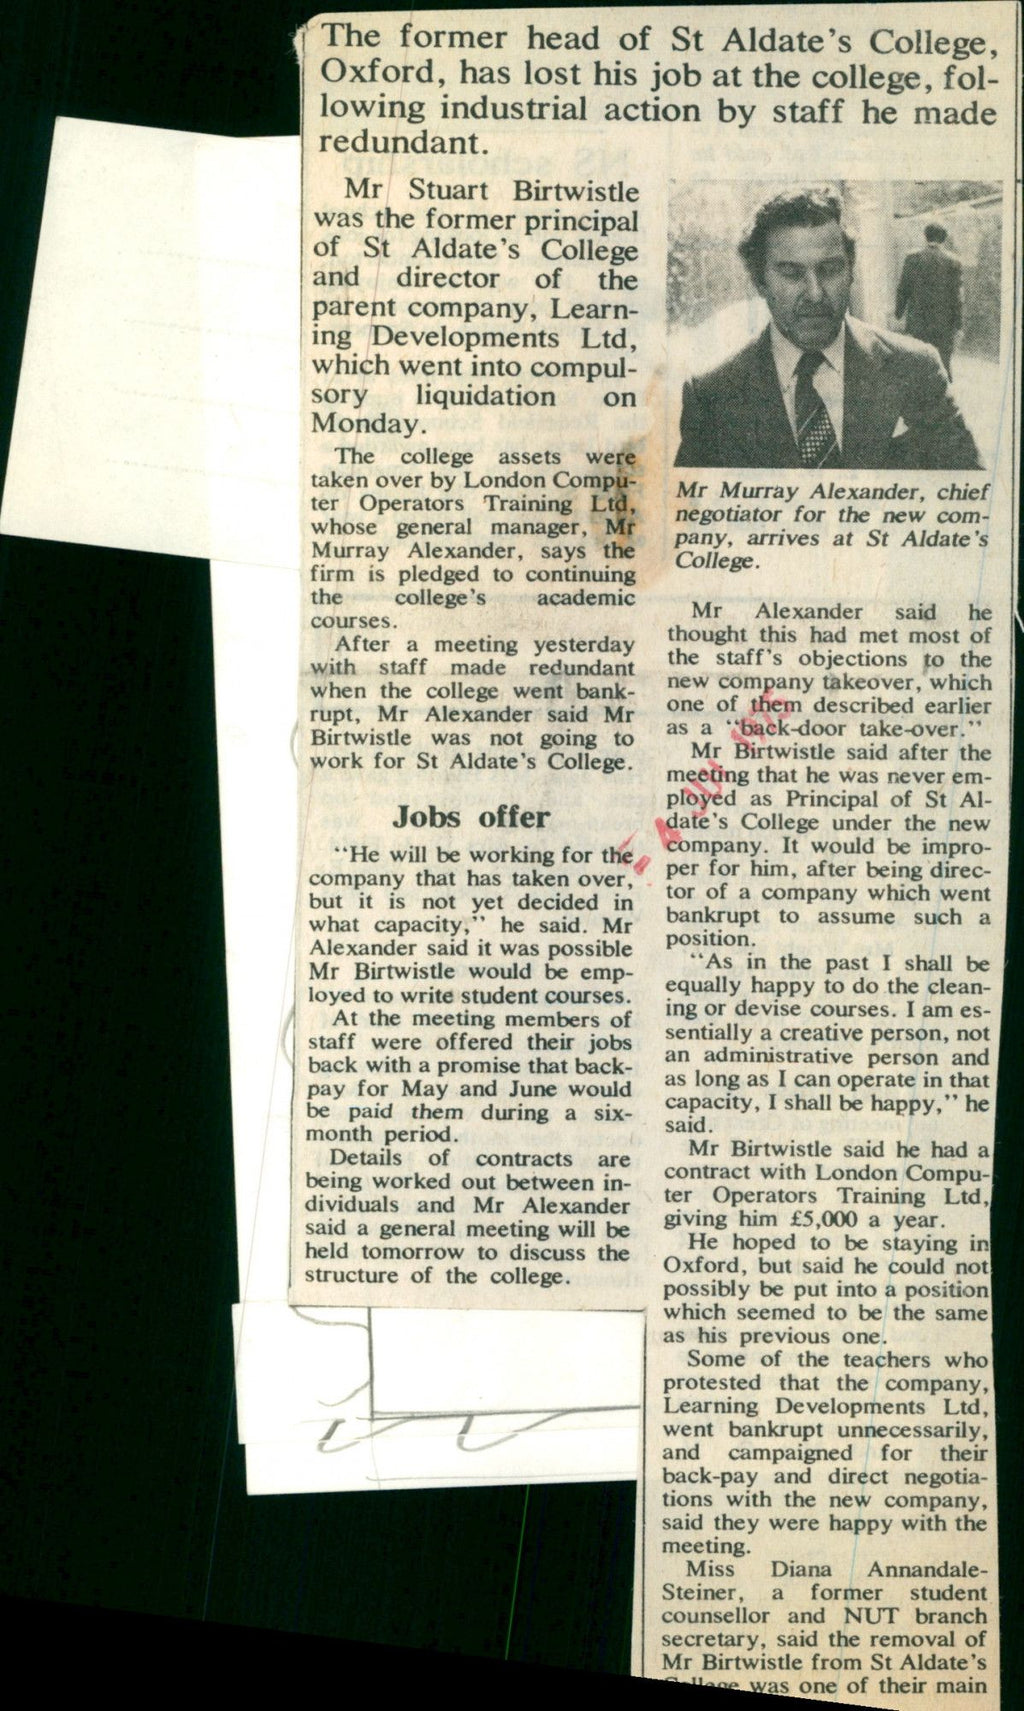 The former head of St Aldate's College,
Oxford, has lost his job at the college, fol-
lowing industrial action by staff he made
redundant.
Mr Stuart Birtwistle
was the former principal
of St Aldate's College
and director of the
parent company, Learn-
ing Developments Ltd,
which went into compul-
sory liquidation on
Monday.
The college assets were
taken over by London Compu-
ter Operators Training Ltd,
whose general manager, Mr
Murray Alexander, says the
firm is pledged to continuing
the college's academic
courses.
After a meeting yesterday
with staff made redundant
when the college went bank-
rupt, Mr Alexander said Mr
Birtwistle was not going to
work for St Aldate's College.
Jobs offer
"He will be working for the
company that has taken over,
but it is not yet decided in
what capacity," he said. Mr
Alexander said it was possible
Mr Birtwistle would be emp-
loyed to write student courses.
At the meeting members of
staff were offered their jobs
back with a promise that back-
pay for May and June would
be paid them during a six-
month period.
Details of contracts are
being worked out between in-
dividuals and Mr Alexander
said a general meeting will be
held tomorrow to discuss the
structure of the college.
Mr Murray Alexander, chief
negotiator for the new com-
pany, arrives at St Aldate's
College.
Mr Alexander said he
thought this had met most of
the staff's objections to the
new company takeover, which
one of them described earlier
as a "back-door take-over."
Mr Birtwistle said after the
meeting that he was never em-
ployed as Principal of St Al-
date's College under the new
company. It would be impro-
per for him, after being direc-
tor of a company which went
bankrupt to assume such a
position.
"As in the past I shall be
equally happy to do the clean-
ing or devise courses. I am es-
sentially a creative person, not
an administrative person and
as long as I can operate in that
capacity, I shall be happy," he
said.
Mr Birtwistle said he had a
contract with London Compu-
ter Operators Training Ltd,
giving him £5,000 a year.
He hoped to be staying in
Oxford, but said he could not
possibly be put into a position
which seemed to be the same
as his previous one.
Some of the teachers who
protested that the company,
Learning Developments Ltd,
went bankrupt unnecessarily,
and campaigned for their
back-pay and direct negotia-
tions with the new company,
said they were happy with the
meeting.
Miss Diana Annandale-
Steiner, a former student
counsellor and NUT branch
secretary, said the removal of
Mr Birtwistle from St Aldate's
College was one of their main
4 JUL 1975